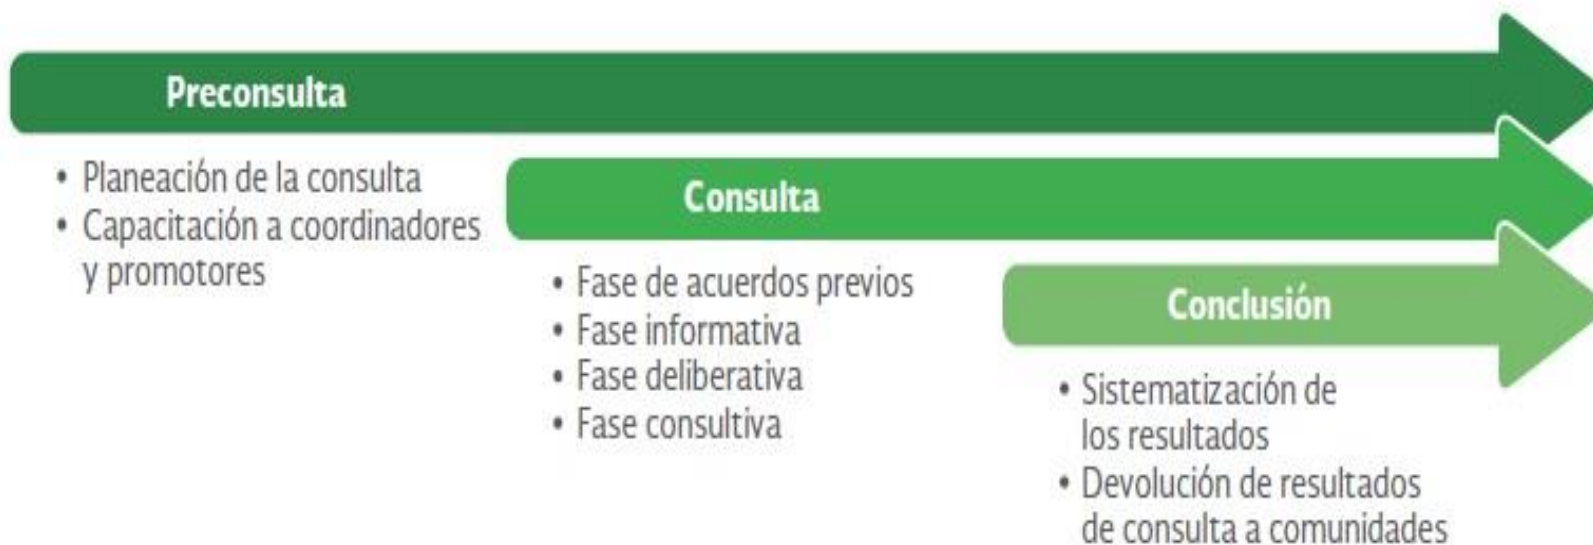 Preconsulta
• Planeación de la consulta
• Capacitación a coordinadores
y promotores
Consulta
• Fase de acuerdos previos
• Fase informativa
• Fase deliberativa
• Fase consultiva
Conclusión
• Sistematización de
los resultados
• Devolución de resultados
de consulta a comunidades